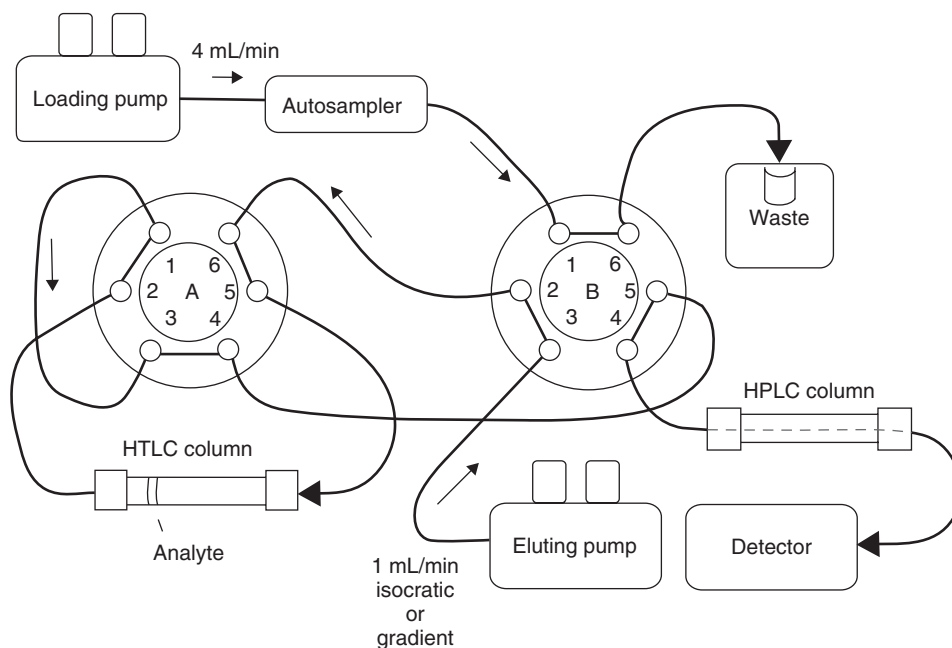 4 mL/min
Loading pump
Autosampler
Waste
1
6
2
A
5
3
4
1
6
2
B
5
3
4
HPLC column
HTLC column
Analyte
Eluting pump
Detector
1 mL/min
isocratic
or
gradient